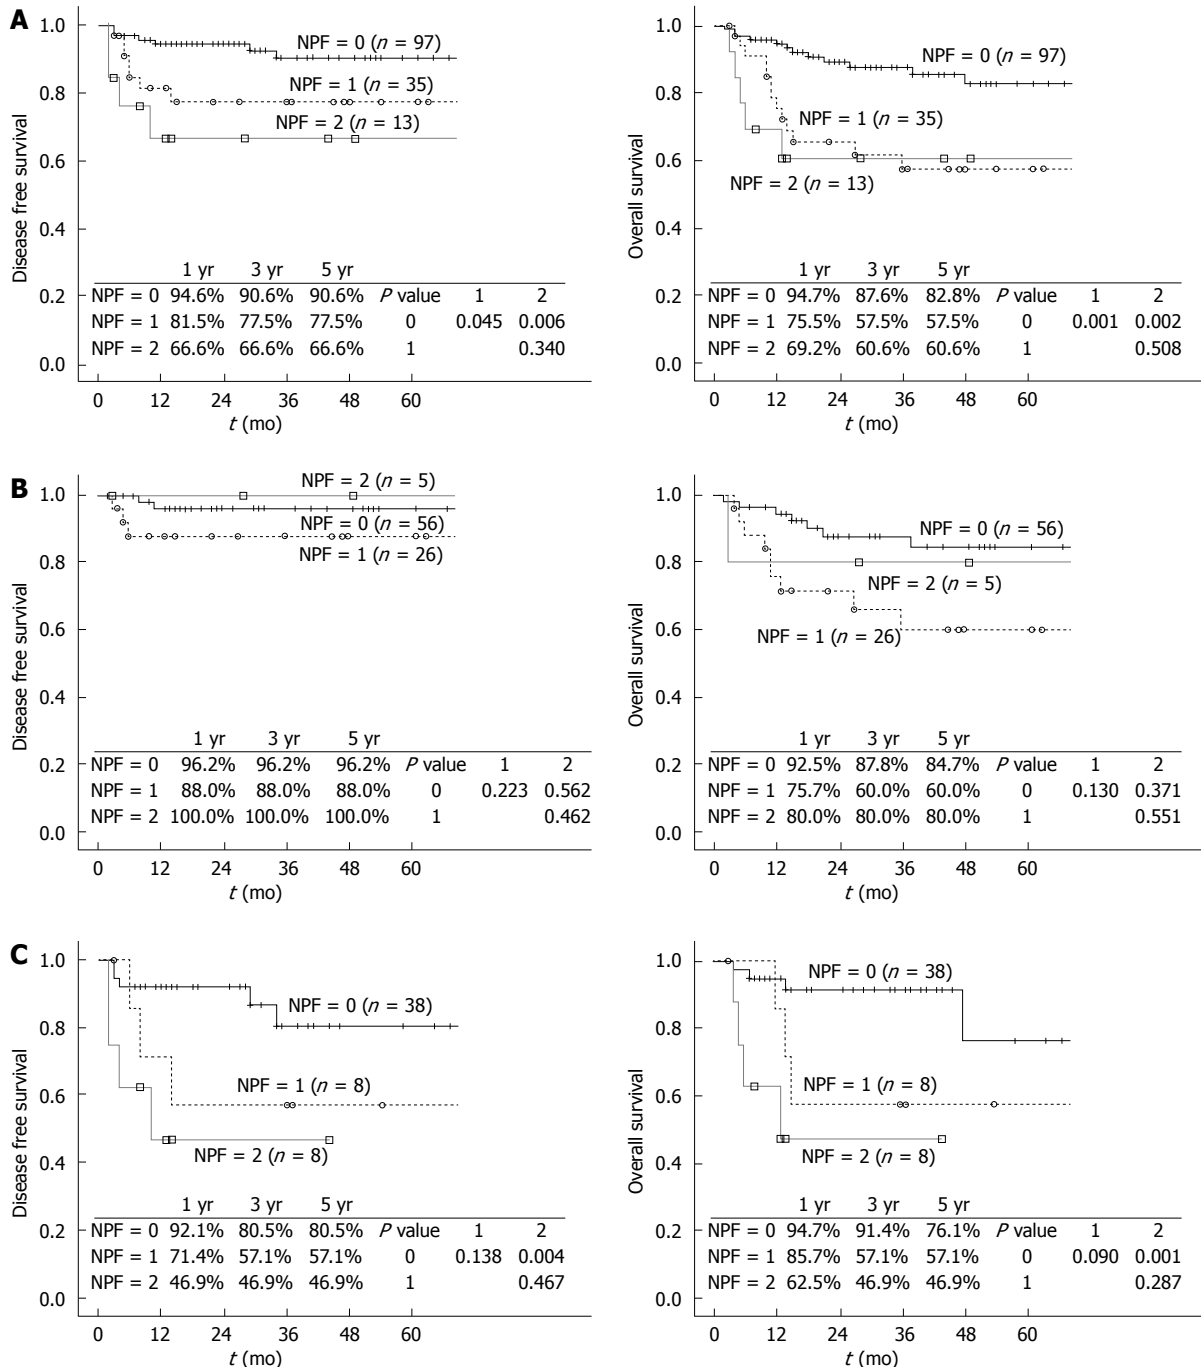 A
1.0
0.8
0.6
0.4
0.2
0.0
Disease free survival
NPF = 0 (n = 97)
NPF = 1 (n = 35)
NPF = 2 (n = 13)
1 yr 3 yr 5 yr
NPF = 0 94.6% 90.6% 90.6% P value 1 2
NPF = 1 81.5% 77.5% 77.5% 0 0.045 0.006
NPF = 2 66.6% 66.6% 66.6% 1 0.340
0 12 24 36 48 60
t (mo)
1.0
0.8
0.6
0.4
0.2
0.0
Overall survival
NPF = 0 (n = 97)
NPF = 1 (n = 35)
NPF = 2 (n = 13)
1 yr 3 yr 5 yr
NPF = 0 94.7% 87.6% 82.8% P value 1 2
NPF = 1 75.5% 57.5% 57.5% 0 0.001 0.002
NPF = 2 69.2% 60.6% 60.6% 1 0.508
0 12 24 36 48 60
t (mo)
B
1.0
0.8
0.6
0.4
0.2
0.0
Disease free survival
NPF = 2 (n = 5)
NPF = 0 (n = 56)
NPF = 1 (n = 26)
1 yr 3 yr 5 yr
NPF = 0 96.2% 96.2% 96.2% P value 1 2
NPF = 1 88.0% 88.0% 88.0% 0 0.223 0.562
NPF = 2 100.0% 100.0% 100.0% 1 0.462
0 12 24 36 48 60
t (mo)
1.0
0.8
0.6
0.4
0.2
0.0
Overall survival
NPF = 0 (n = 56)
NPF = 2 (n = 5)
NPF = 1 (n = 26)
1 yr 3 yr 5 yr
NPF = 0 92.5% 87.8% 84.7% P value 1 2
NPF = 1 75.7% 60.0% 60.0% 0 0.130 0.371
NPF = 2 80.0% 80.0% 80.0% 1 0.551
0 12 24 36 48 60
t (mo)
C
1.0
0.8
0.6
0.4
0.2
0.0
Disease free survival
NPF = 0 (n = 38)
NPF = 1 (n = 8)
NPF = 2 (n = 8)
1 yr 3 yr 5 yr
NPF = 0 92.1% 80.5% 80.5% P value 1 2
NPF = 1 71.4% 57.1% 57.1% 0 0.138 0.004
NPF = 2 46.9% 46.9% 46.9% 1 0.467
0 12 24 36 48 60
t (mo)
1.0
0.8
0.6
0.4
0.2
0.0
Overall survival
NPF = 0 (n = 38)
NPF = 1 (n = 8)
NPF = 2 (n = 8)
1 yr 3 yr 5 yr
NPF = 0 94.7% 91.4% 76.1% P value 1 2
NPF = 1 85.7% 57.1% 57.1% 0 0.090 0.001
NPF = 2 62.5% 46.9% 46.9% 1 0.287
0 12 24 36 48 60
t (mo)